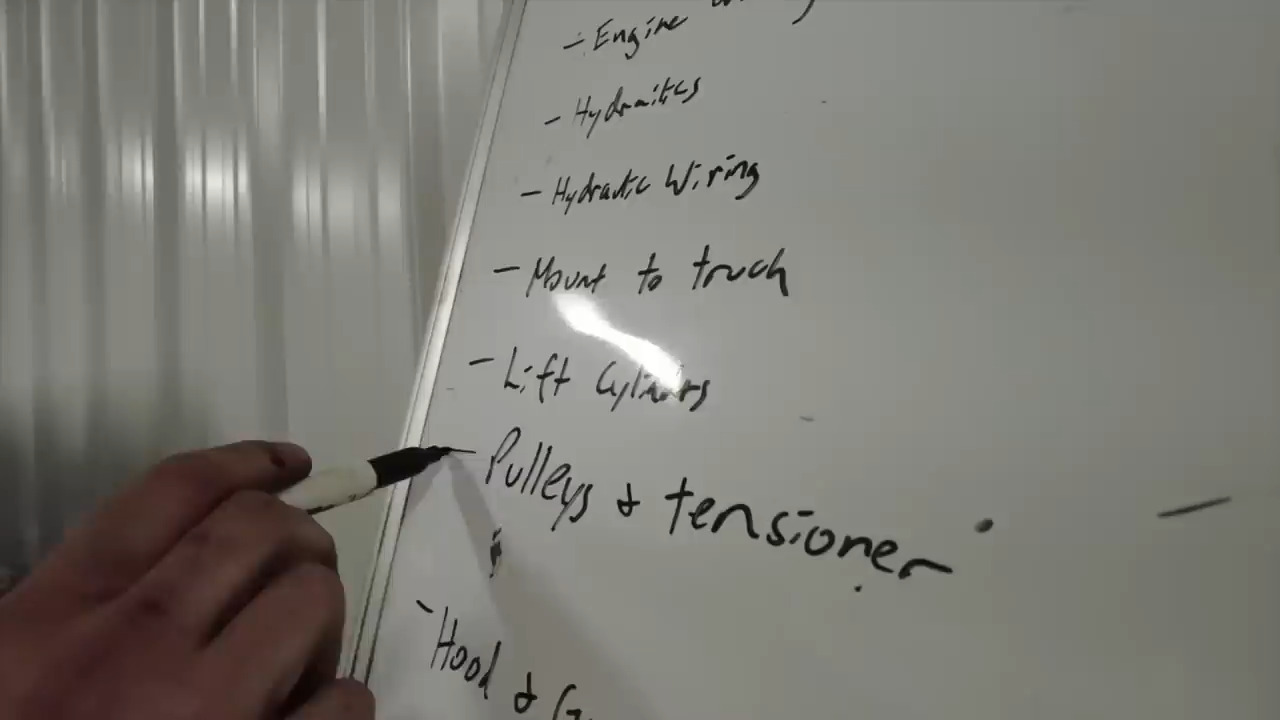 - Engine
- Hydraulics
- Hydraulic Wiring
- Mount to truck
- Lift Cylinders
- Pulleys & tensioner
- Hood &